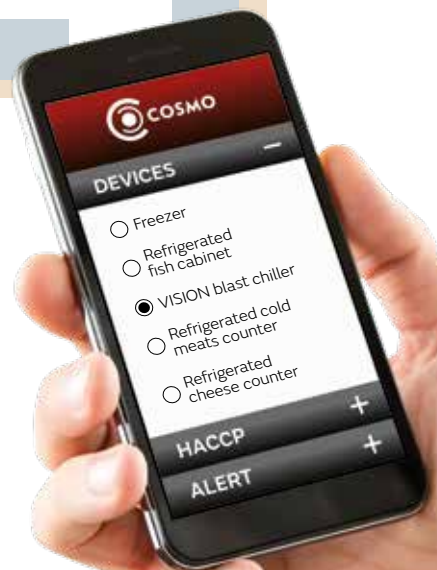 COSMO
DEVICES
Freezer
Refrigerated
fish cabinet
VISION blast chiller
Refrigerated cold
meats counter
Refrigerated
cheese counter
HACCP
ALERT